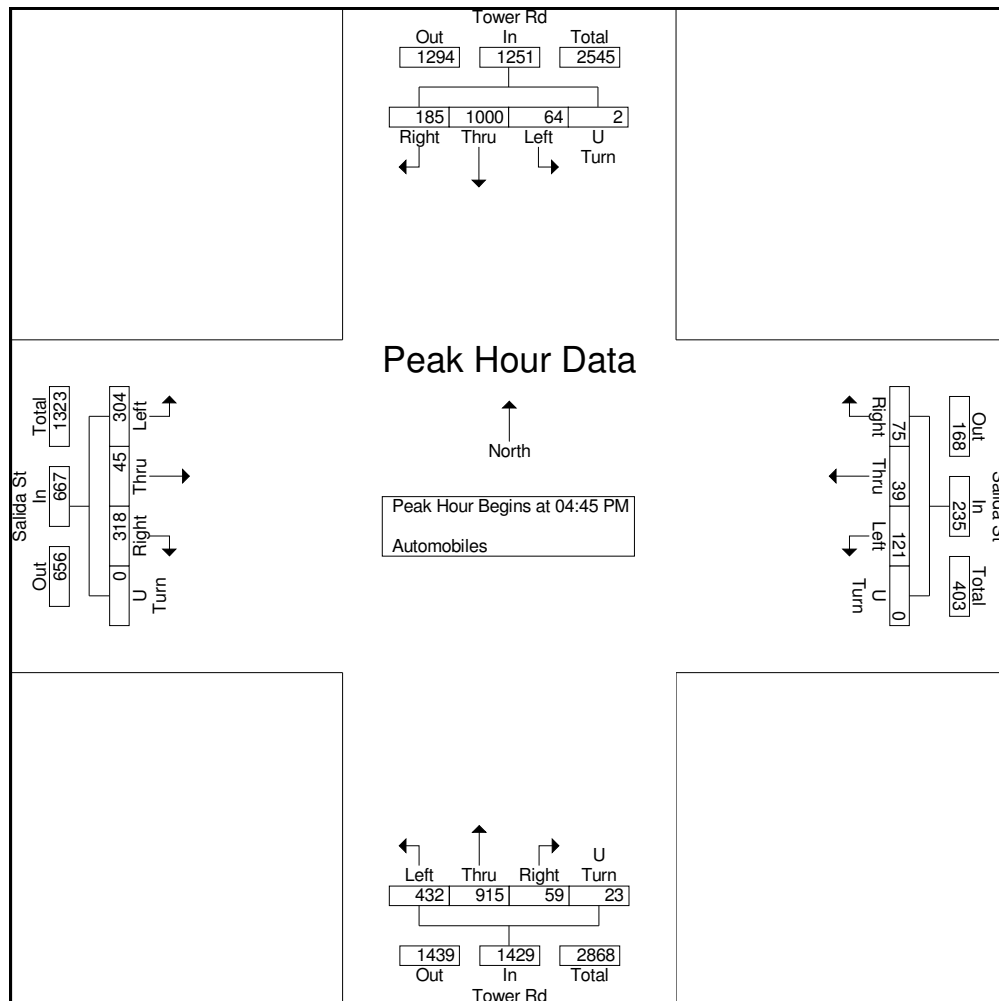 Tower Rd
Out In Total
1294 1251 2545
185 1000 64 2
Right Thru Left U
Turn
Peak Hour Data
North
Peak Hour Begins at 04:45 PM
Automobiles
Salida St
Total In Out
1323 667 656
304 45 318 0
Left Thru Right U
Turn
Salida St
Out In Total
168 235 403
75 39 121 0
Right Thru Left U
Turn
U
Left Thru Right Turn
432 915 59 23
1439 1429 2868
Out In Total
Tower Rd